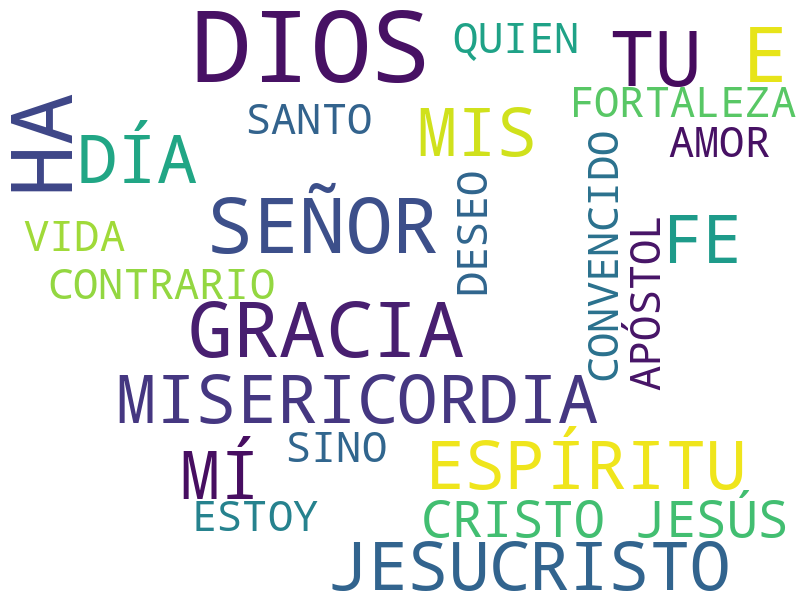 DIOS
QUIEN
TU
E
HA
SANTO
MIS
FORTALEZA
DÍA
AMOR
VIDA
SEÑOR
DESEO
CONVENCIDO
APÓSTOL
FE
CONTRARIO
GRACIA
MISERICORDIA
MÍ
SINO
ESPÍRITU
ESTOY
CRISTO JESÚS
JESUCRISTO